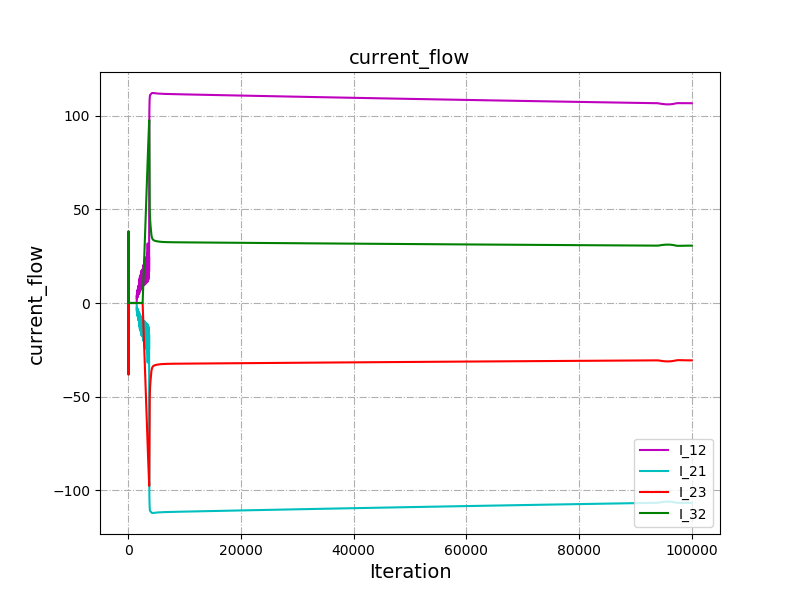 current_flow
current_flow
100
50
0
−50
−100
0
20000
40000
60000
80000
100000
Iteration
I_12
I_21
I_23
I_32